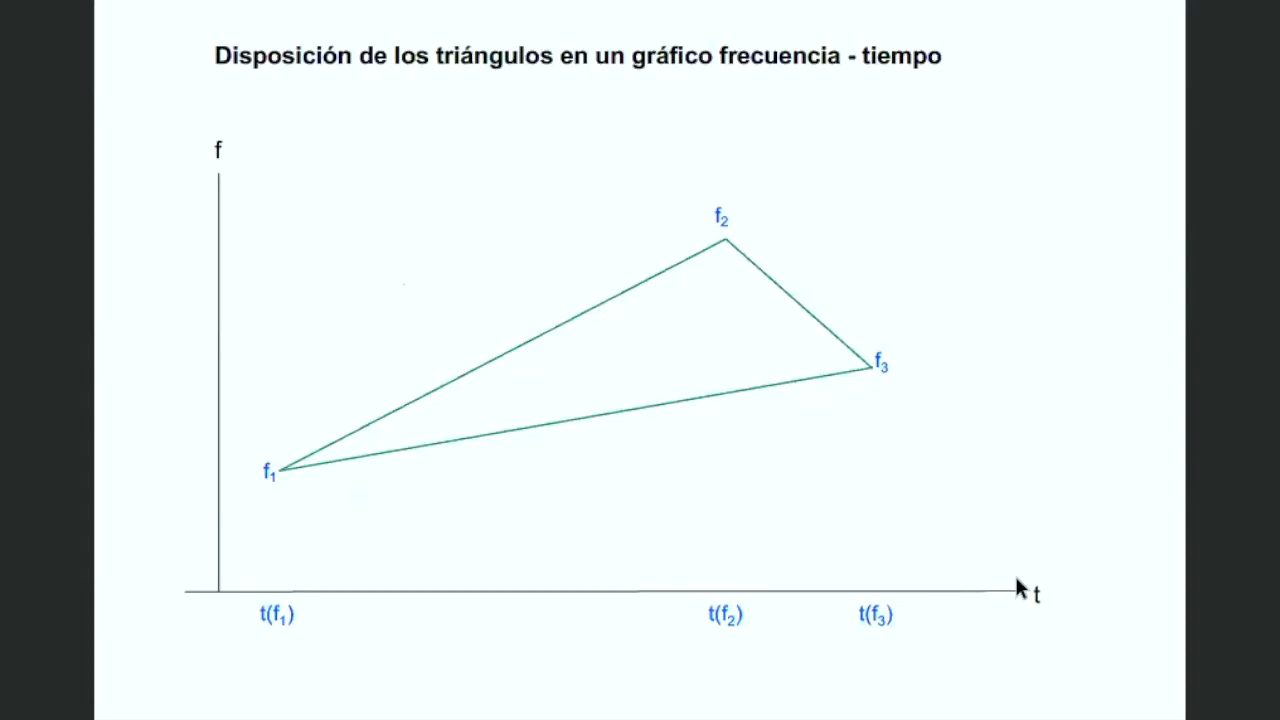 Disposición de los triángulos en un gráfico frecuencia - tiempo
f
f₂
f₃
f₁
t
t(f₁) t(f₂) t(f₃)